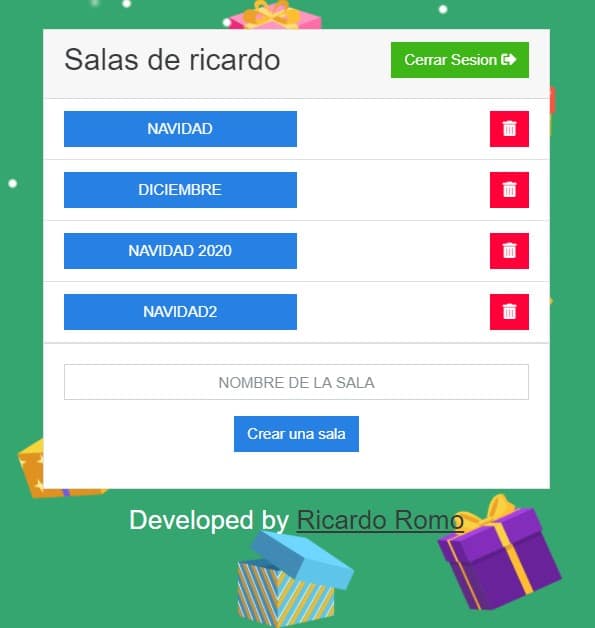 Salas de ricardo
Cerrar Sesion
NAVIDAD
DICIEMBRE
NAVIDAD 2020
NAVIDAD2
NOMBRE DE LA SALA
Crear una sala
Developed by Ricardo Romo